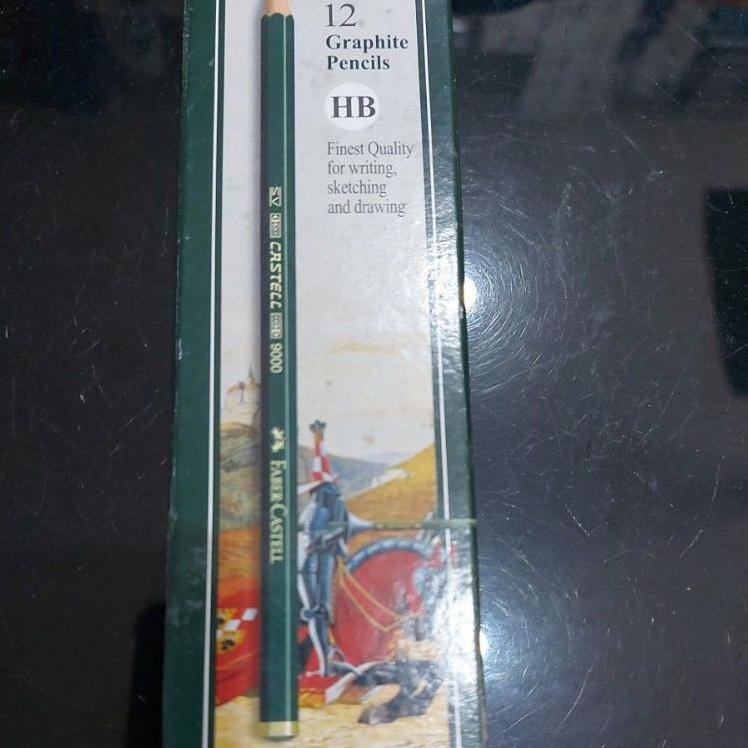 12
Graphite
Pencils
HB
Finest Quality
for writing,
sketching
and drawing
CASTELL 9000
FABER-CASTELL